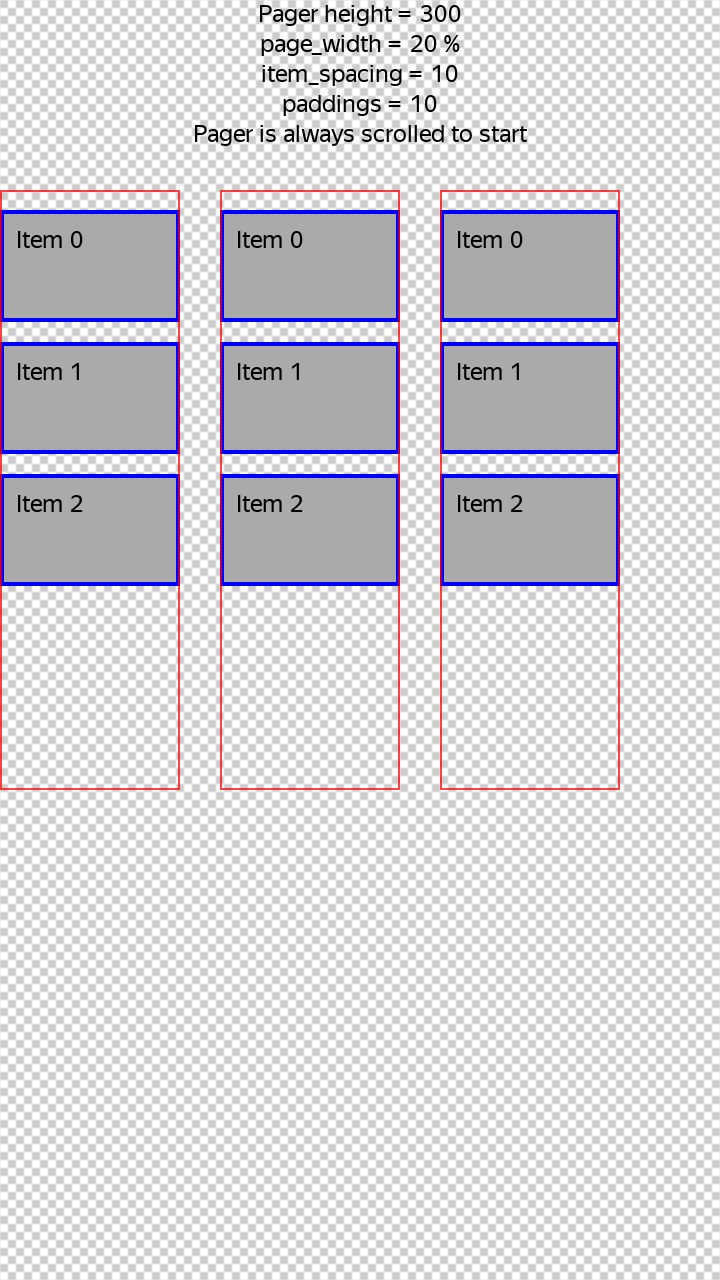 Pager height = 300
page_width = 20 %
item_spacing = 10
paddings = 10
Pager is always scrolled to start
Item 0
Item 1
Item 2
Item 0
Item 1
Item 2
Item 0
Item 1
Item 2